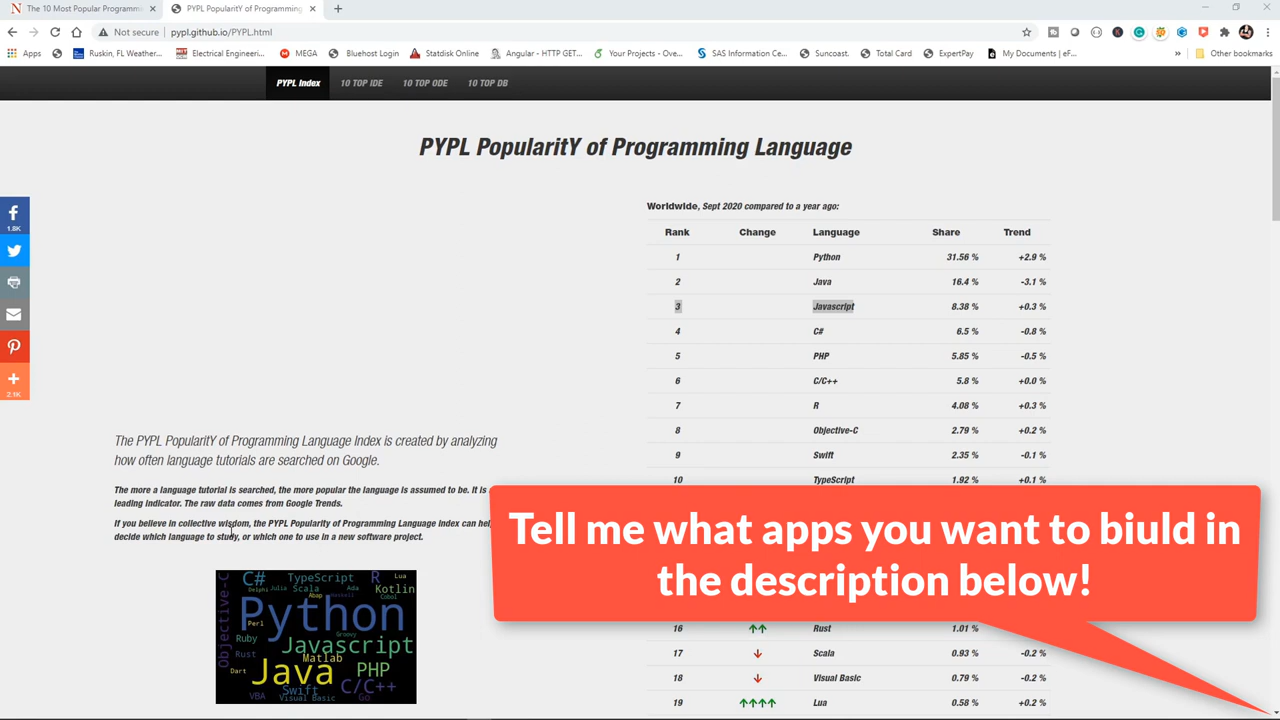 The 10 Most Popular Programm
PYPL PopularitY of Programming
Not secure pypl.github.io/PYPL.html
Apps Ruskin, FL Weather... Electrical Engineeri... MEGA Bluehost Login Statdisk Online Angular - HTTP GET... Your Projects - Ove... SAS Information Ce... Suncoast. Total Card ExpertPay My Documents | eF... Other bookmarks
PYPL Index 10 TOP IDE 10 TOP ODE 10 TOP DB
PYPL PopularitY of Programming Language
Worldwide, Sept 2020 compared to a year ago:
Rank Change Language Share Trend
1 Python 31.56 % +2.9 %
2 Java 16.4 % -3.1 %
3 Javascript 8.38 % +0.3 %
4 C# 6.5 % -0.8 %
5 PHP 5.85 % -0.5 %
6 C/C++ 5.8 % +0.0 %
7 R 4.08 % +0.3 %
8 Objective-C 2.79 % +0.2 %
9 Swift 2.35 % -0.1 %
10 TypeScript 1.92 % +0.1 %
16 Rust 1.01 %
17 Scala 0.93 % -0.2 %
18 Visual Basic 0.79 % -0.2 %
19 Lua 0.58 % +0.2 %
1.8K
2.1K
The PYPL PopularitY of Programming Language Index is created by analyzing
how often language tutorials are searched on Google.
The more a language tutorial is searched, the more popular the language is assumed to be. It is
leading indicator. The raw data comes from Google Trends.
If you believe in collective wisdom, the PYPL Popularity of Programming Language index can hel
decide which language to study, or which one to use in a new software project.
Objective-C C# TypeScript R Lua
Delphi Julia Scala Ada Kotlin
Abap Haskell Cobol
Python
Perl
Ruby Groovy
Javascript
Rust Matlab
Dart Java PHP
Swift C/C++
VBA Visual Basic Go
Tell me what apps you want to biuld in
the description below!